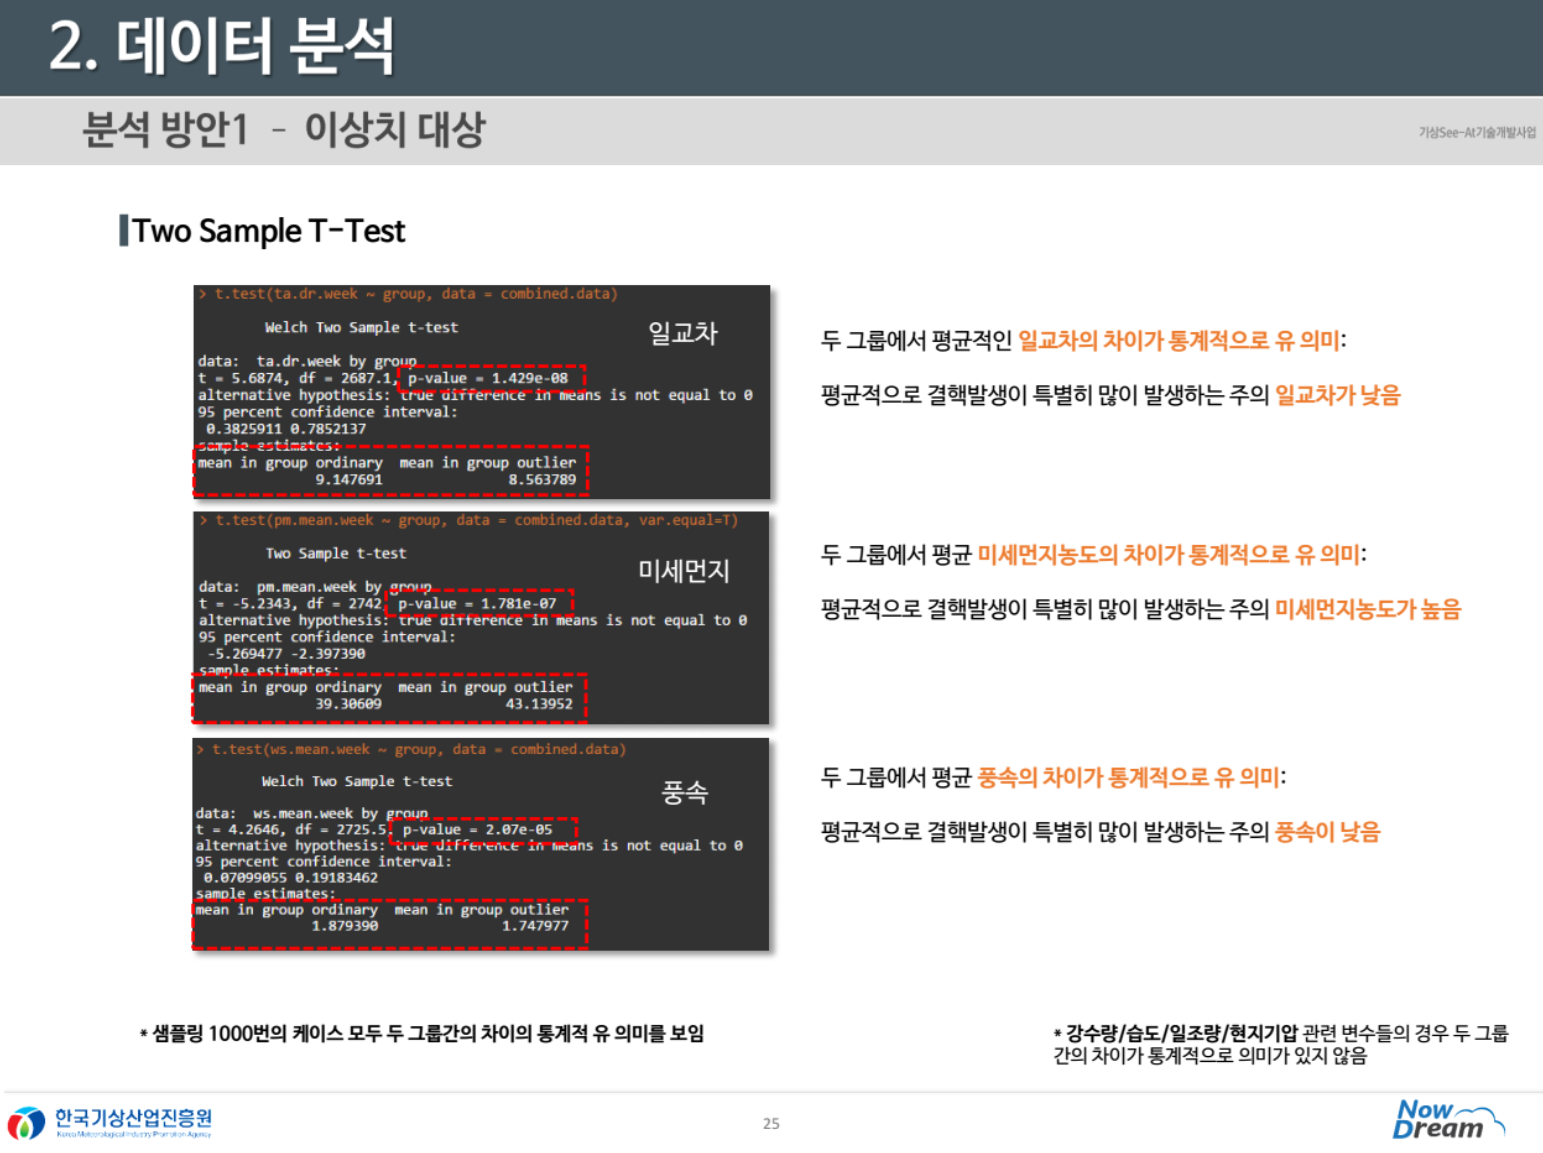 2. 데이터 분석
분석 방안1 - 이상치 대상
기상See-At기술개발사업
Two Sample T-Test
> t.test(ta.dr.week ~ group, data = combined.data)
Welch Two Sample t-test
일교차
data: ta.dr.week by group
t = 5.6874, df = 2687.1, p-value = 1.429e-08
alternative hypothesis: true difference in means is not equal to 0
95 percent confidence interval:
0.3825911 0.7852137
sample estimates:
mean in group ordinary mean in group outlier
9.147691 8.563789
두 그룹에서 평균적인 일교차의 차이가 통계적으로 유 의미:
평균적으로 결핵발생이 특별히 많이 발생하는 주의 일교차가 낮음
> t.test(pm.mean.week ~ group, data = combined.data, var.equal=T)
Two Sample t-test
미세먼지
data: pm.mean.week by group
t = -5.2343, df = 2742, p-value = 1.781e-07
alternative hypothesis: true difference in means is not equal to 0
95 percent confidence interval:
-5.269477 -2.397390
sample estimates:
mean in group ordinary mean in group outlier
39.30609 43.13952
두 그룹에서 평균 미세먼지농도의 차이가 통계적으로 유 의미:
평균적으로 결핵발생이 특별히 많이 발생하는 주의 미세먼지농도가 높음
> t.test(ws.mean.week ~ group, data = combined.data)
Welch Two Sample t-test
풍속
data: ws.mean.week by group
t = 4.2646, df = 2725.5, p-value = 2.07e-05
alternative hypothesis: true difference in means is not equal to 0
95 percent confidence interval:
0.07099055 0.19183462
sample estimates:
mean in group ordinary mean in group outlier
1.879390 1.747977
두 그룹에서 평균 풍속의 차이가 통계적으로 유 의미:
평균적으로 결핵발생이 특별히 많이 발생하는 주의 풍속이 낮음
* 샘플링 1000번의 케이스 모두 두 그룹간의 차이의 통계적 유 의미를 보임
* 강수량/습도/일조량/현지기압 관련 변수들의 경우 두 그룹
간의 차이가 통계적으로 의미가 있지 않음
한국기상산업진흥원
Korea Meteorological Industry Promotion Agency
25
Now
Dream